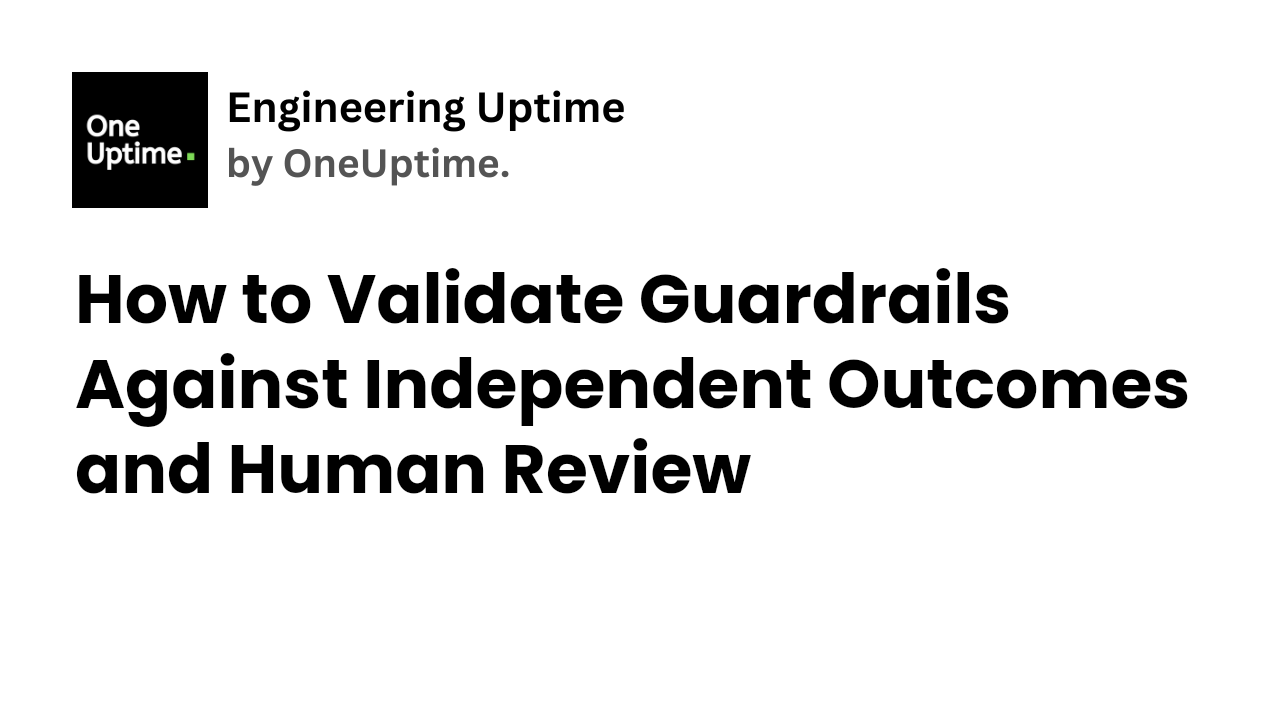 One
Uptime
Engineering Uptime
by OneUptime.
How to Validate Guardrails
Against Independent Outcomes
and Human Review